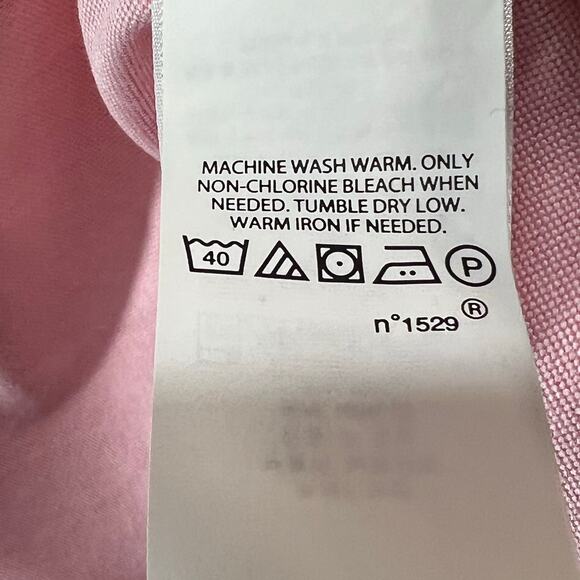 MACHINE WASH WARM. ONLY
NON-CHLORINE BLEACH WHEN
NEEDED. TUMBLE DRY LOW.
WARM IRON IF NEEDED.
40 P
n°1529®